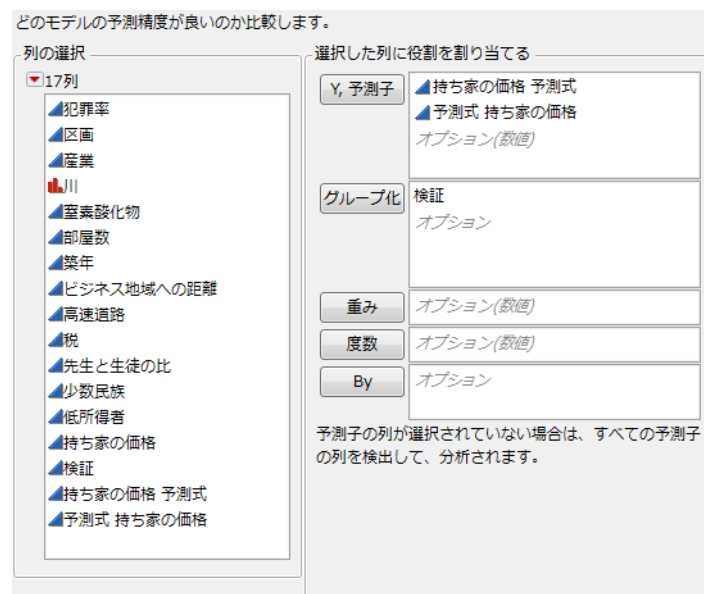 どのモデルの予測精度が良いのか比較します。
列の選択
17列
犯罪率
区画
産業
川
窒素酸化物
部屋数
築年
ビジネス地域への距離
高速道路
税
先生と生徒の比
少数民族
低所得者
持ち家の価格
検証
持ち家の価格 予測式
予測式 持ち家の価格
選択した列に役割を割り当てる
Y, 予測子
持ち家の価格 予測式
予測式 持ち家の価格
オプション(数値)
グループ化
検証
オプション
重み
オプション(数値)
度数
オプション(数値)
By
オプション
予測子の列が選択されていない場合は、すべての予測子
の列を検出して、分析されます。